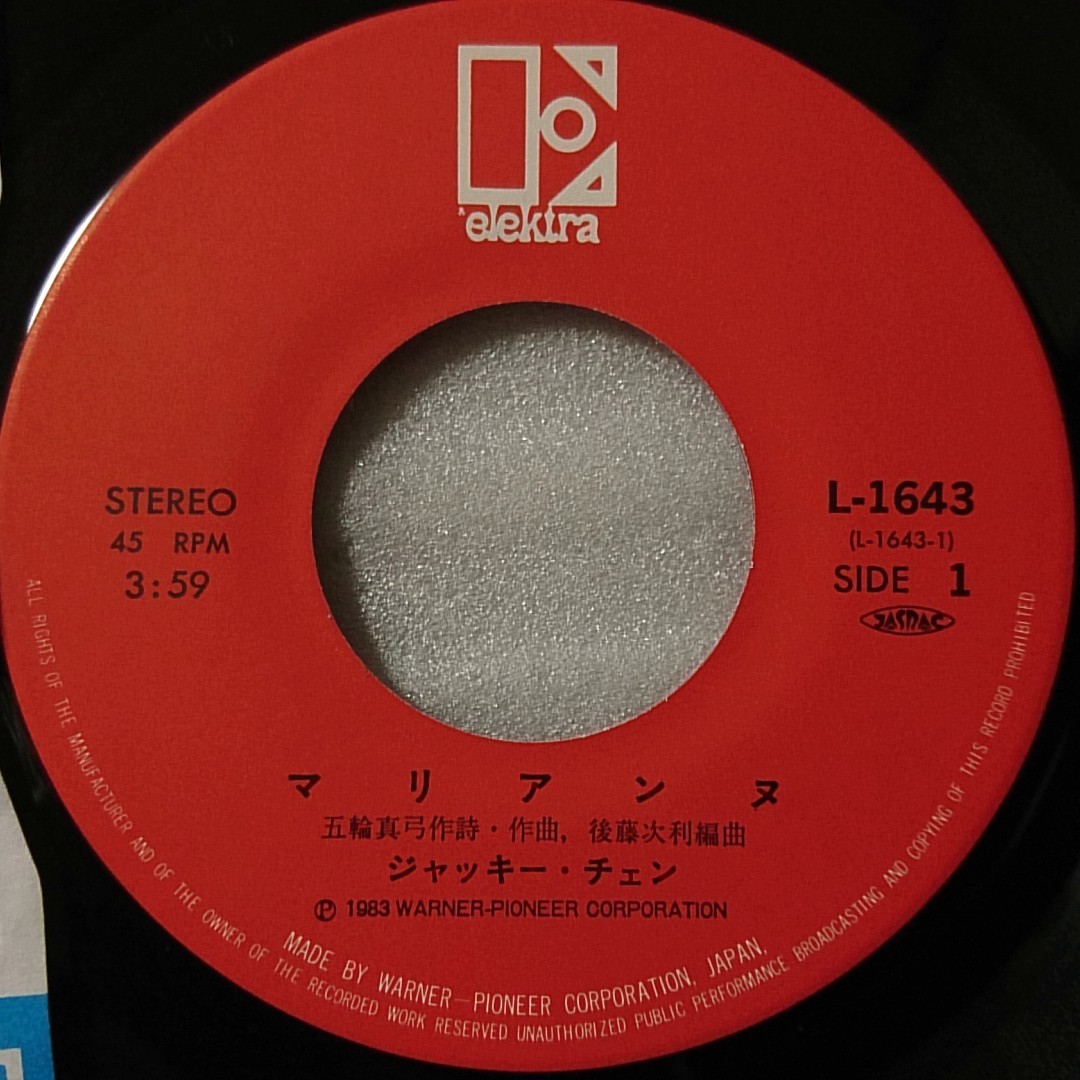 elektra
STEREO
45 RPM
3:59
L-1643
(L-1643-1)
SIDE 1
JASRAC
マリアンヌ
五輪真弓作詩・作曲, 後藤次利編曲
ジャッキー・チェン
Ⓟ 1983 WARNER-PIONEER CORPORATION
MADE BY WARNER-PIONEER CORPORATION, JAPAN.
ALL RIGHTS OF THE MANUFACTURER AND OF THE OWNER OF THE RECORDED WORK RESERVED UNAUTHORIZED PUBLIC PERFORMANCE BROADCASTING AND COPYING OF THIS RECORD PROHIBITED